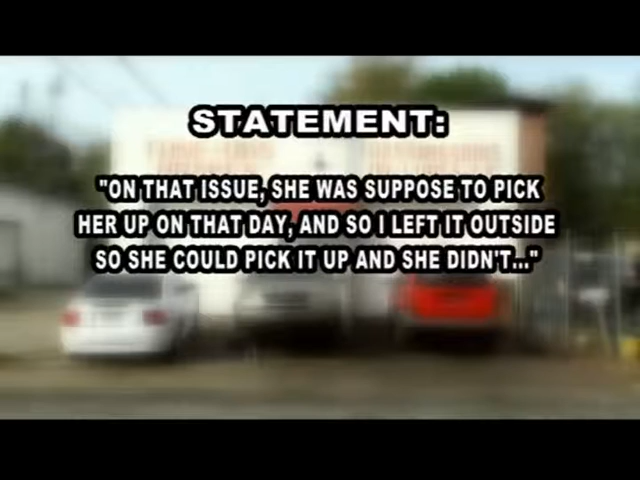 STATEMENT:
"ON THAT ISSUE, SHE WAS SUPPOSE TO PICK
HER UP ON THAT DAY, AND SO I LEFT IT OUTSIDE
SO SHE COULD PICK IT UP AND SHE DIDN'T..."